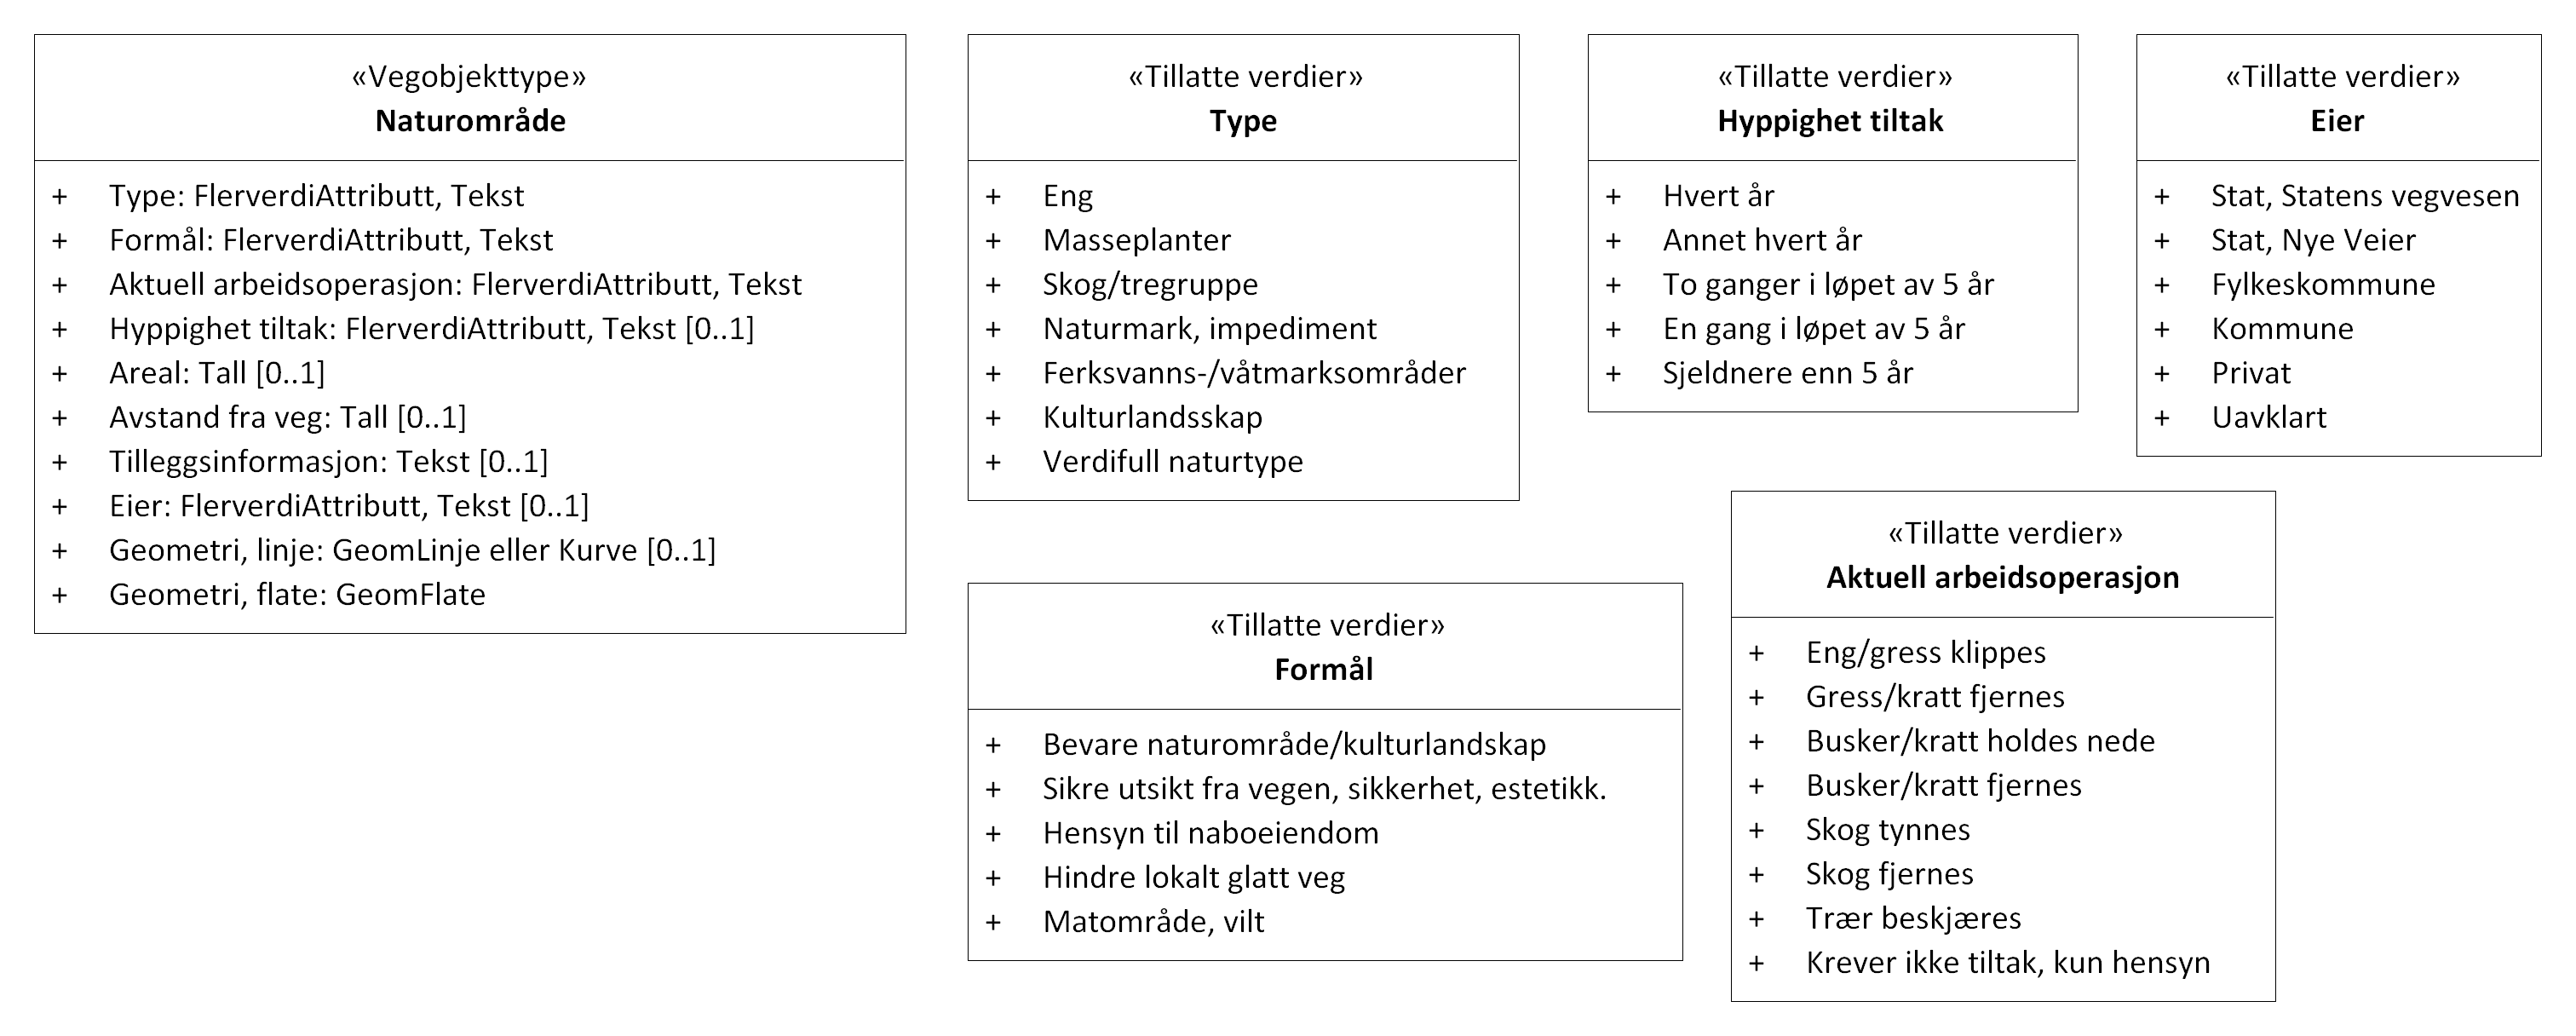 «Vegobjekttype»
Naturområde
+ Type: FlerverdiAttributt, Tekst
+ Formål: FlerverdiAttributt, Tekst
+ Aktuell arbeidsoperasjon: FlerverdiAttributt, Tekst
+ Hyppighet tiltak: FlerverdiAttributt, Tekst [0..1]
+ Areal: Tall [0..1]
+ Avstand fra veg: Tall [0..1]
+ Tilleggsinformasjon: Tekst [0..1]
+ Eier: FlerverdiAttributt, Tekst [0..1]
+ Geometri, linje: GeomLinje eller Kurve [0..1]
+ Geometri, flate: GeomFlate
«Tillatte verdier»
Type
+ Eng
+ Masseplanter
+ Skog/tregruppe
+ Naturmark, impediment
+ Ferksvanns-/våtmarksområder
+ Kulturlandsskap
+ Verdifull naturtype
«Tillatte verdier»
Hyppighet tiltak
+ Hvert år
+ Annet hvert år
+ To ganger i løpet av 5 år
+ En gang i løpet av 5 år
+ Sjeldnere enn 5 år
«Tillatte verdier»
Eier
+ Stat, Statens vegvesen
+ Stat, Nye Veier
+ Fylkeskommune
+ Kommune
+ Privat
+ Uavklart
«Tillatte verdier»
Formål
+ Bevare naturområde/kulturlandskap
+ Sikre utsikt fra vegen, sikkerhet, estetikk.
+ Hensyn til naboeiendom
+ Hindre lokalt glatt veg
+ Matområde, vilt
«Tillatte verdier»
Aktuell arbeidsoperasjon
+ Eng/gress klippes
+ Gress/kratt fjernes
+ Busker/kratt holdes nede
+ Busker/kratt fjernes
+ Skog tynnes
+ Skog fjernes
+ Trær beskjæres
+ Krever ikke tiltak, kun hensyn